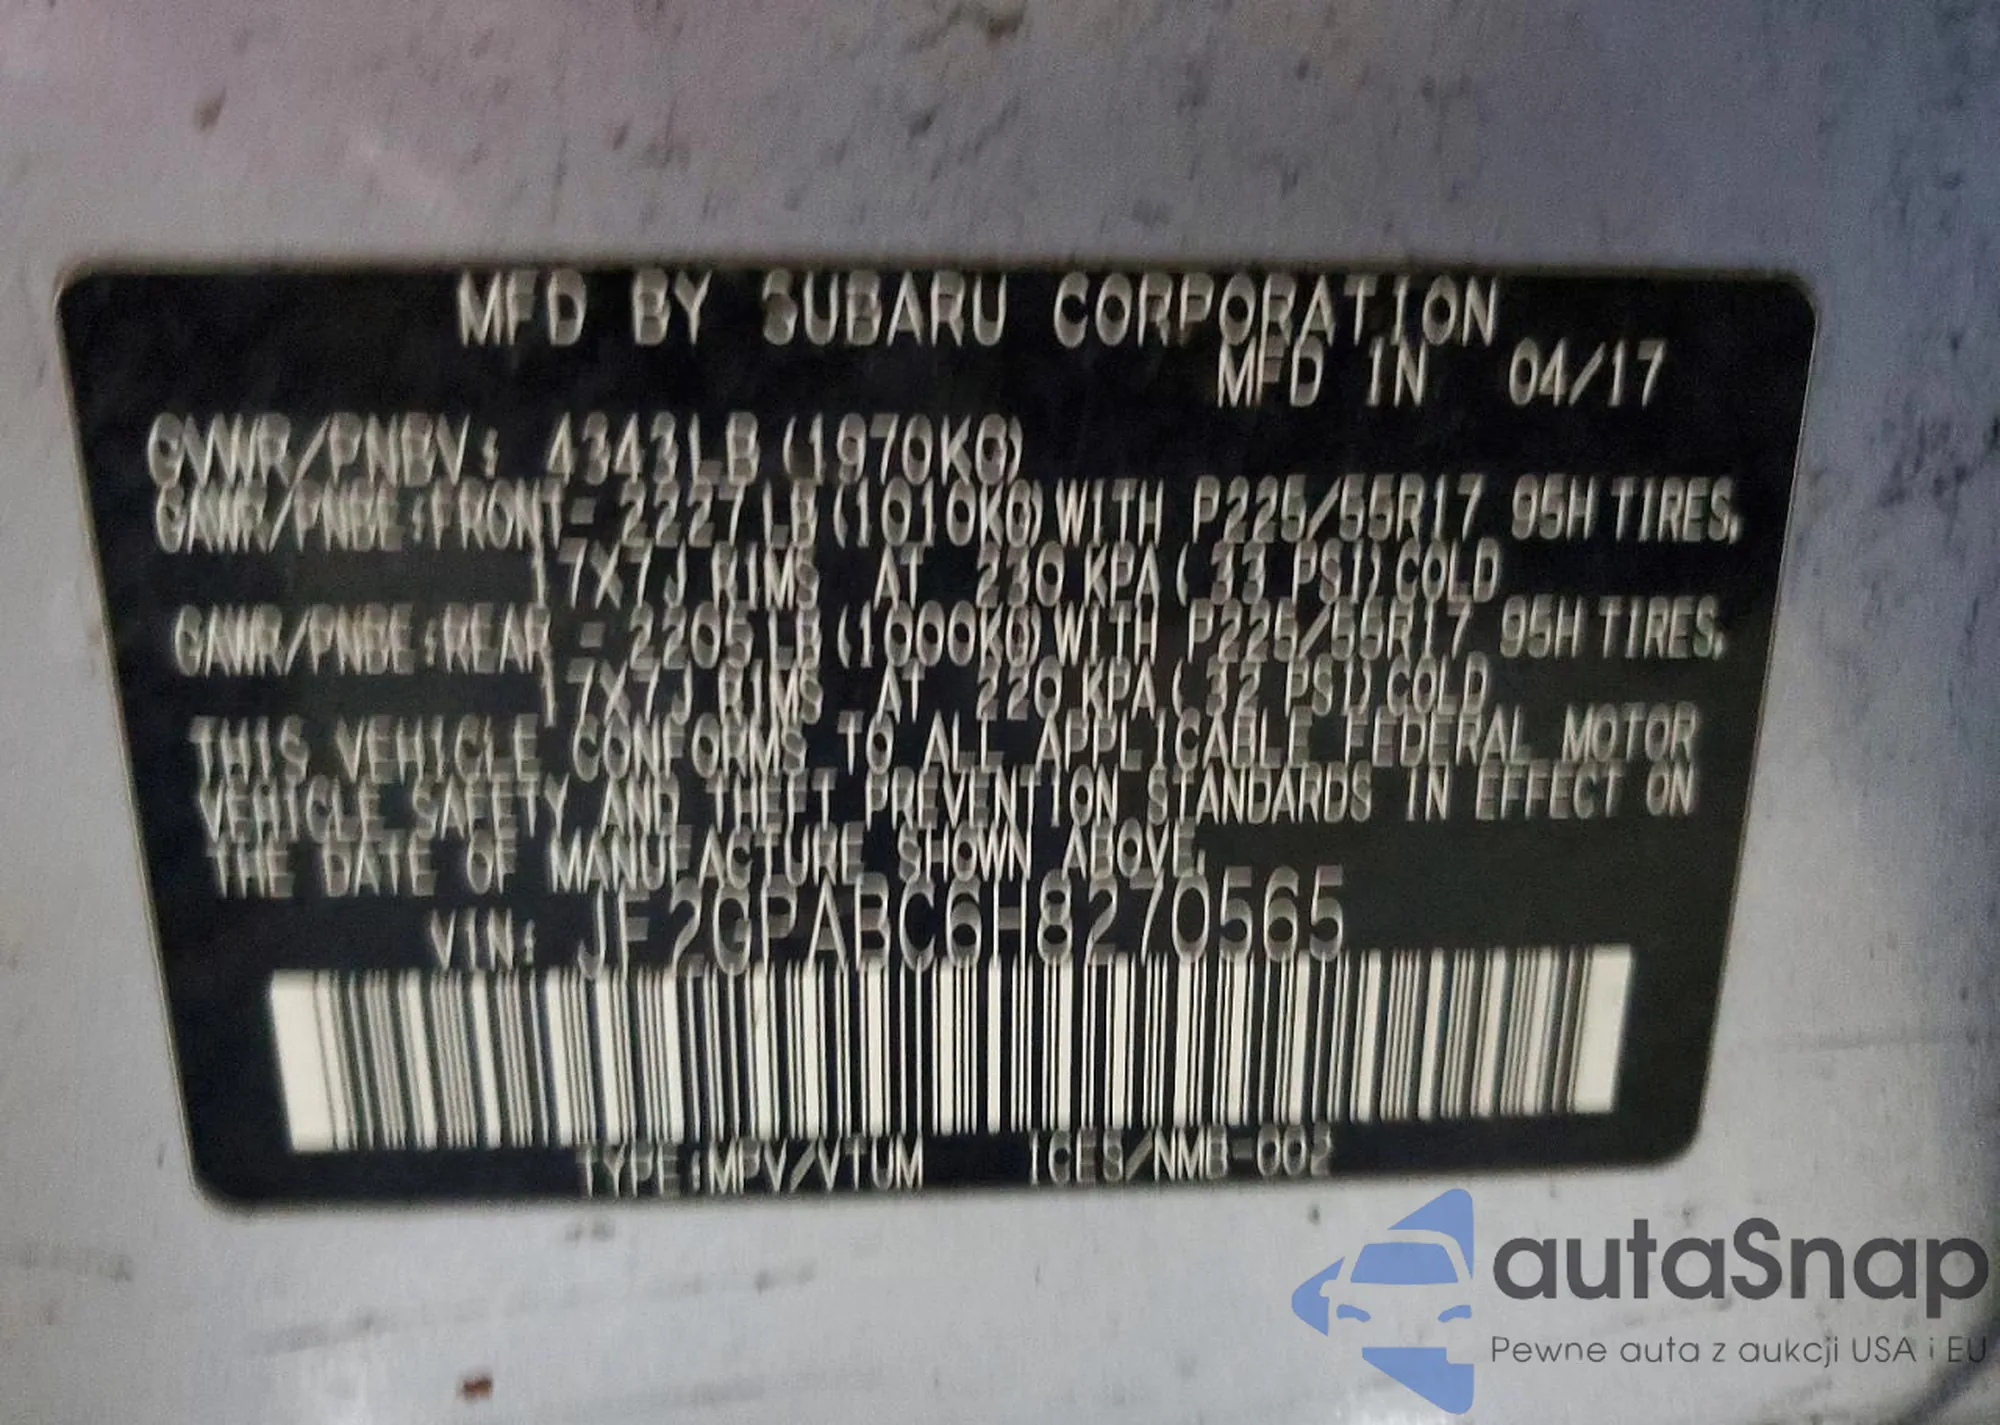 MFD BY SUBARU CORPORATION
MFD IN 04/17
GVWR/PNBV: 4343LB(1970KG)
GAWR/PNBE:FRONT- 2227LB(1010KG)WITH P225/55R17 95H TIRES,
17X7J RIMS AT 230KPA(33 PSI)COLD
GAWR/PNBE:REAR - 2205LB(1000KG)WITH P225/55R17 95H TIRES,
17X7J RIMS AT 220KPA(32 PSI)COLD
THIS VEHICLE CONFORMS TO ALL APPLICABLE FEDERAL MOTOR
VEHICLE SAFETY AND THEFT PREVENTION STANDARDS IN EFFECT ON
THE DATE OF MANUFACTURE SHOWN ABOVE.
VIN: JF2GPABC6H8270565
TYPE:MPV/VTUM ICES/NMB-002
autaSnap
Pewne auta z aukcji USA i EU